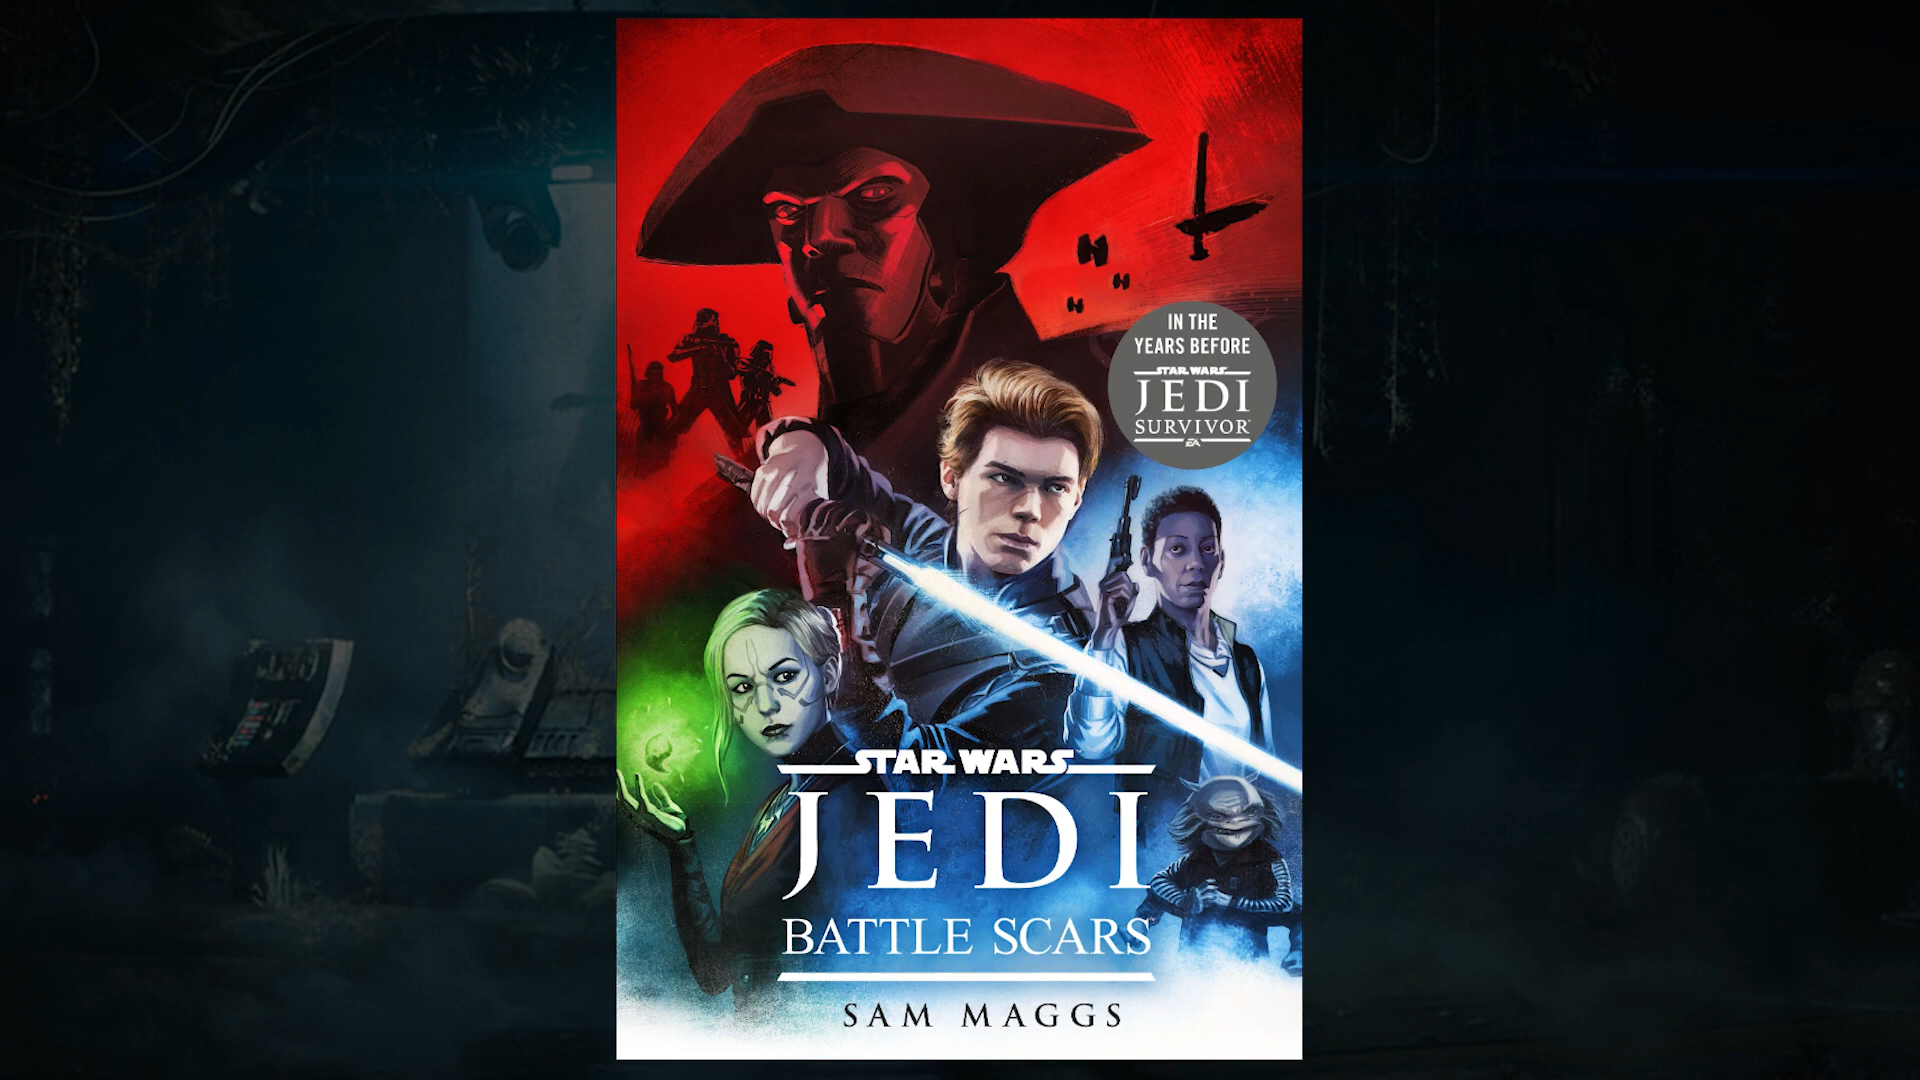 IN THE
YEARS BEFORE
STAR WARS
JEDI
SURVIVOR
EA
STAR WARS
JEDI
BATTLE SCARS
SAM MAGGS